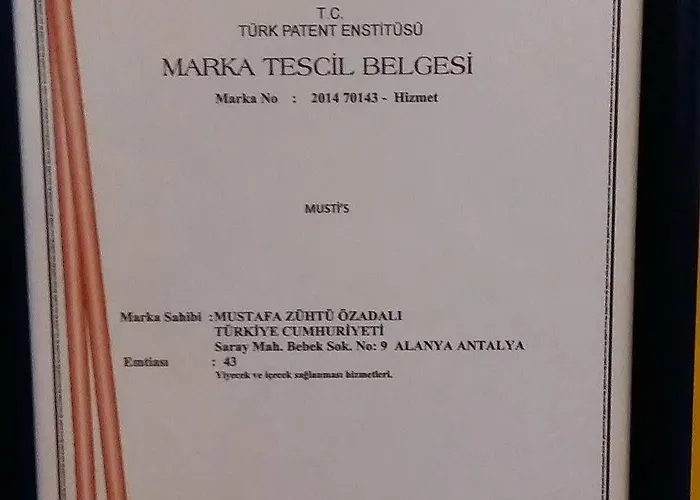 T.C.
TÜRK PATENT ENSTİTÜSÜ
MARKA TESCİL BELGESİ
Marka No : 2014 70143 - Hizmet
MUSTİ'S
Marka Sahibi :MUSTAFA ZÜHTÜ ÖZADALI
TÜRKİYE CUMHURİYETİ
Saray Mah. Bebek Sok. No: 9 ALANYA ANTALYA
Emtiası : 43
Yiyecek ve içecek sağlanması hizmetleri.